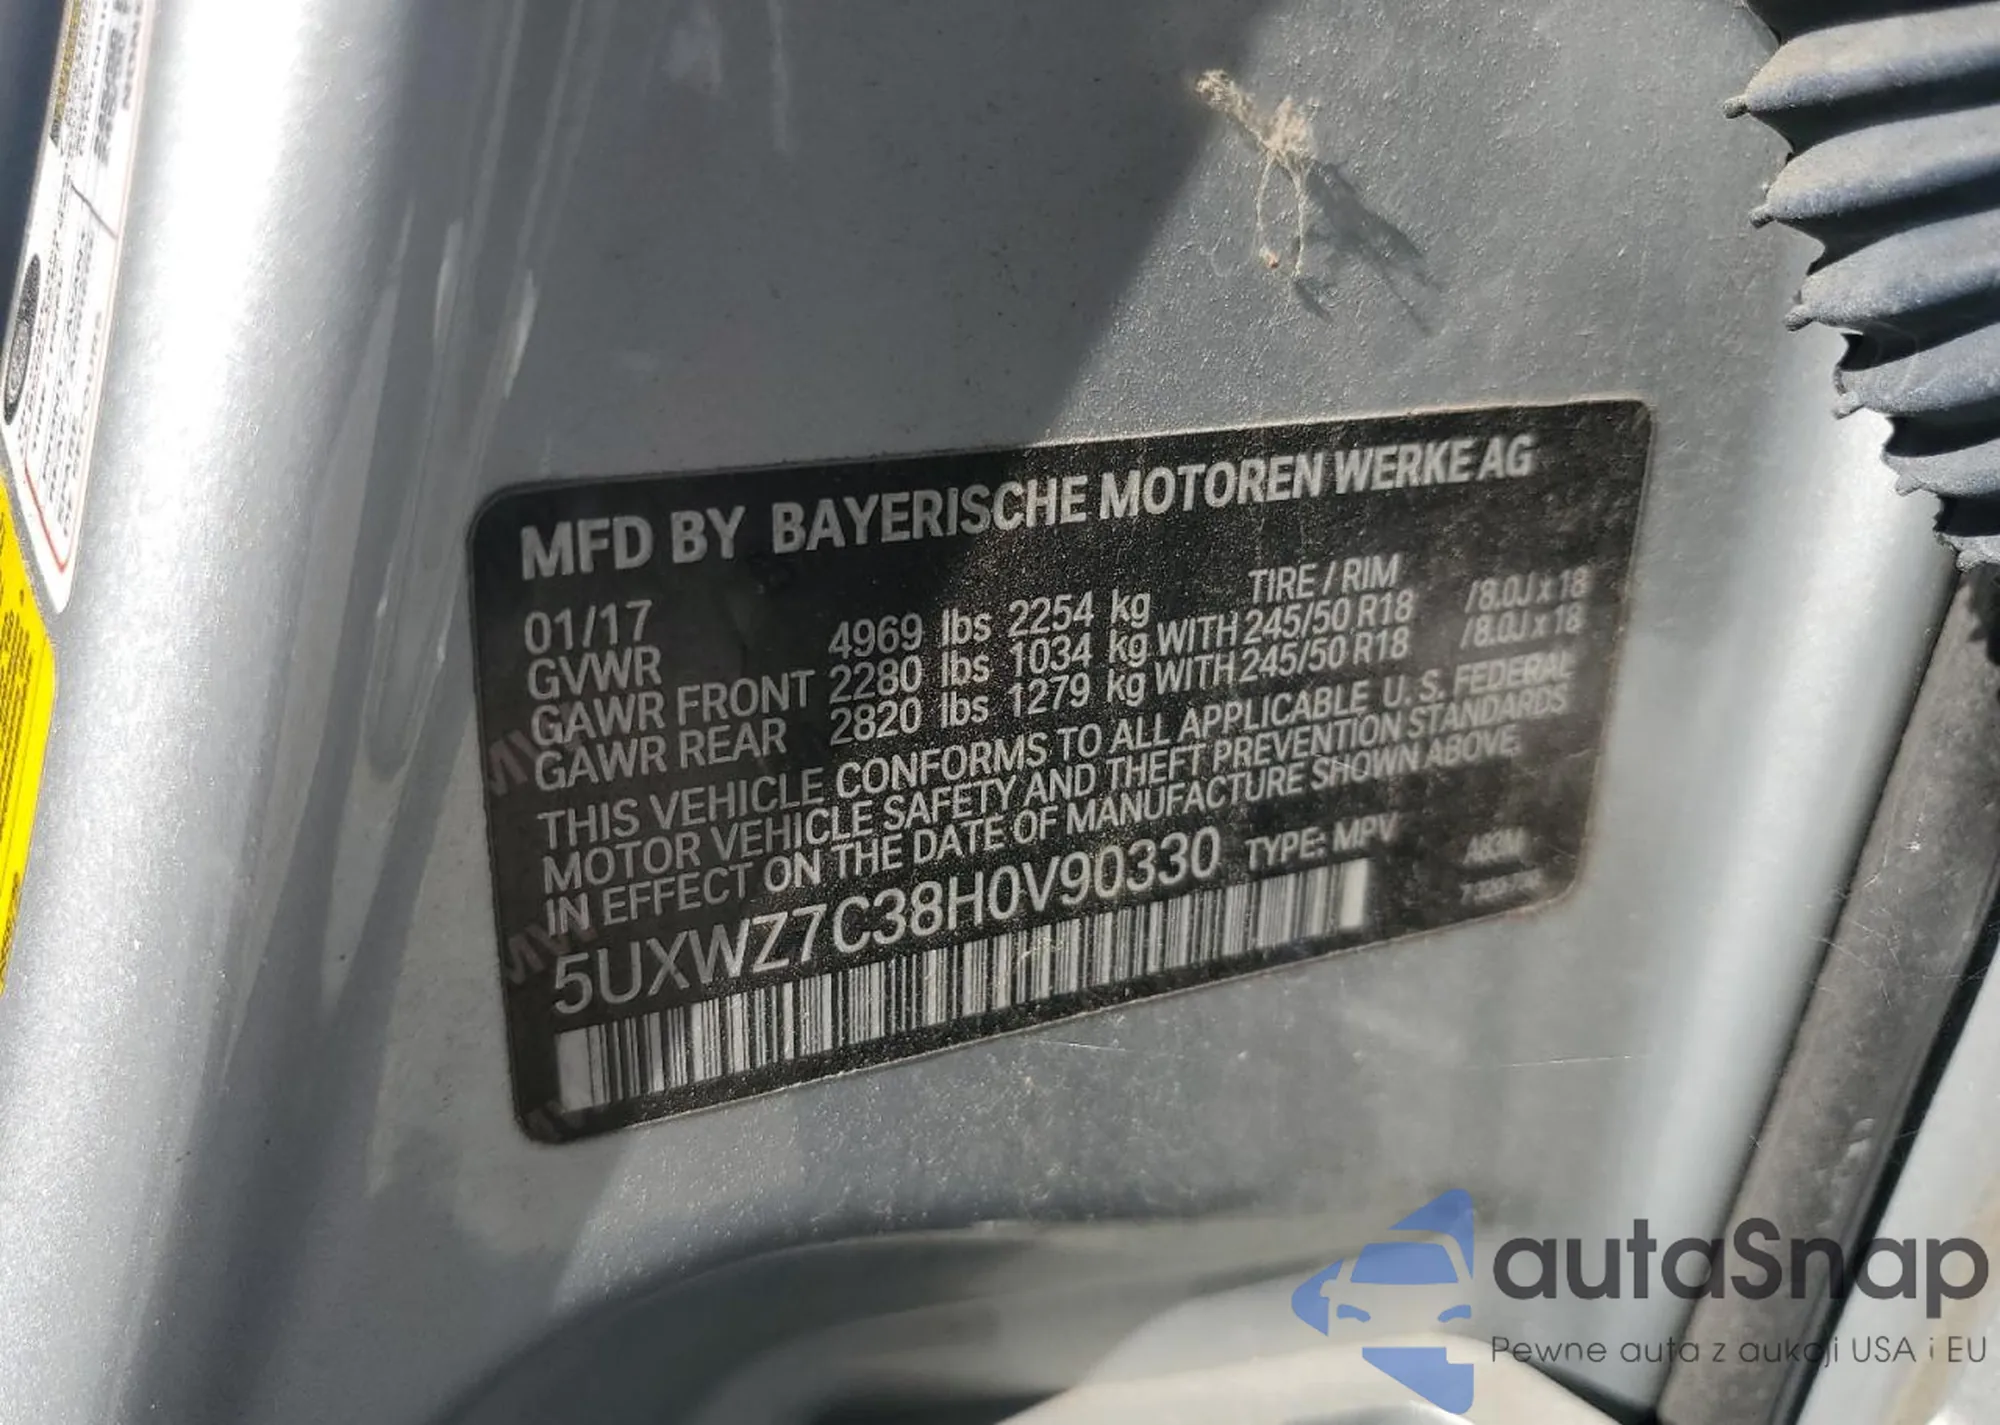 MFD BY BAYERISCHE MOTOREN WERKE AG
01/17 TIRE / RIM
GVWR 4969 lbs 2254 kg
GAWR FRONT 2280 lbs 1034 kg WITH 245/50 R18 /8.0J x 18
GAWR REAR 2820 lbs 1279 kg WITH 245/50 R18 /8.0J x 18
THIS VEHICLE CONFORMS TO ALL APPLICABLE U. S. FEDERAL
MOTOR VEHICLE SAFETY AND THEFT PREVENTION STANDARDS
IN EFFECT ON THE DATE OF MANUFACTURE SHOWN ABOVE.
5UXWZ7C38H0V90330 TYPE: MPV A83M
autaSnap
Pewne auta z aukcji USA i EU